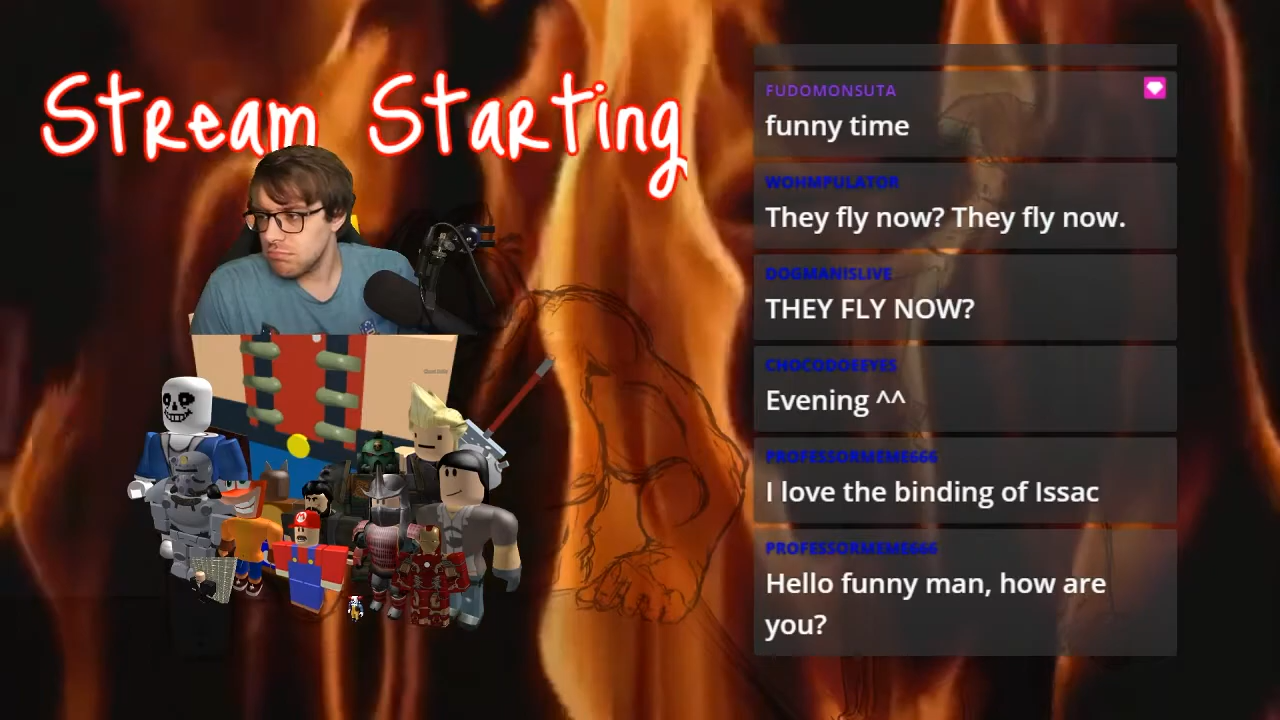 Stream Starting
FUDOMONSUTA
funny time
WOHMPULATOR
They fly now? They fly now.
DOGMANISLIVE
THEY FLY NOW?
CHOCODOEEYES
Evening ^^
PROFESSORMEME666
I love the binding of Issac
PROFESSORMEME666
Hello funny man, how are
you?